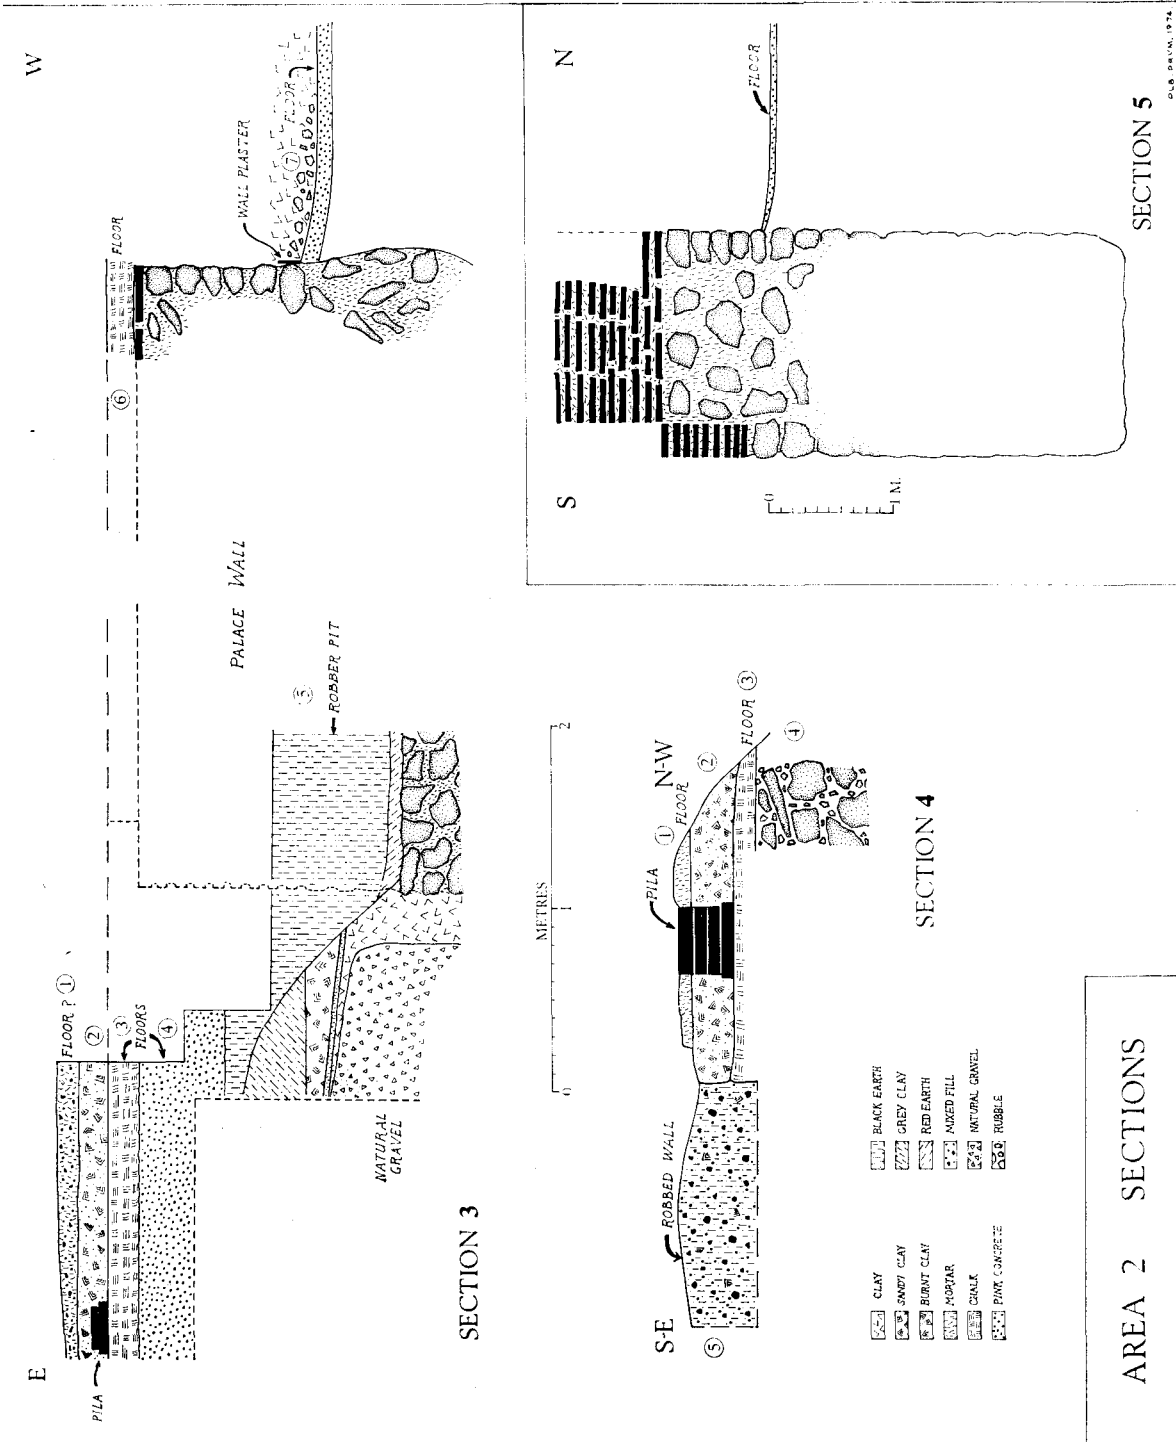 E
W
FLOOR ? ①
②
③
FLOORS
④
PILA
FLOOR
⑥
WALL PLASTER
⑦
FLOOR
PALACE WALL
⑤
ROBBER PIT
NATURAL
GRAVEL
SECTION 3
METRES
0
1
2
S-E
N-W
⑤
ROBBED WALL
PILA
①
FLOOR
②
FLOOR ③
④
SECTION 4
S
N
FLOOR
0
1 M.
SECTION 5
CLAY
SANDY CLAY
BURNT CLAY
MORTAR
CHALK
PINK CONCRETE
BLACK EARTH
GREY CLAY
RED EARTH
MIXED FILL
NATURAL GRAVEL
RUBBLE
AREA 2 SECTIONS